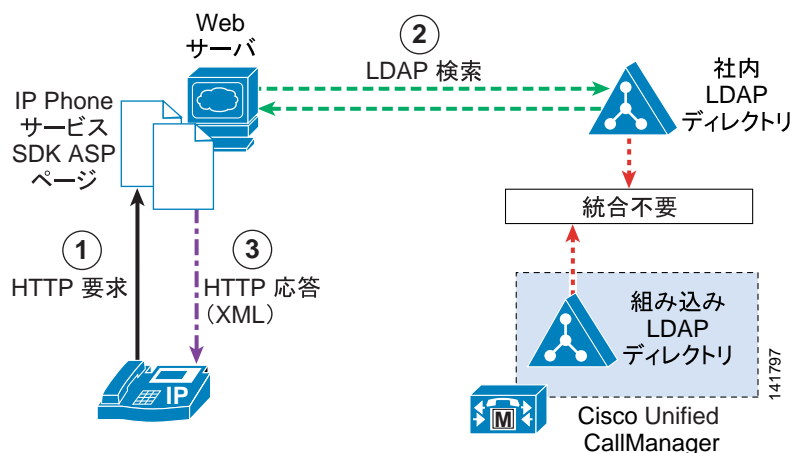 Web
サーバ
②
LDAP 検索
社内
LDAP
ディレクトリ
IP Phone
サービス
SDK ASP
ページ
統合不要
①
HTTP 要求
③
HTTP 応答
（XML）
組み込み
LDAP
ディレクトリ
IP
M
Cisco Unified
CallManager
141797